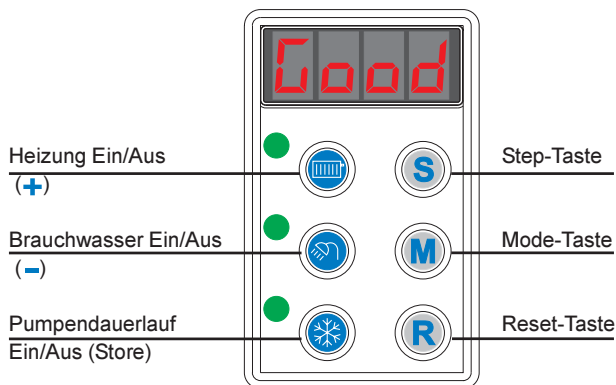 Good
Heizung Ein/Aus
(+)
S
Step-Taste
Brauchwasser Ein/Aus
(−)
M
Mode-Taste
Pumpendauerlauf
Ein/Aus (Store)
R
Reset-Taste